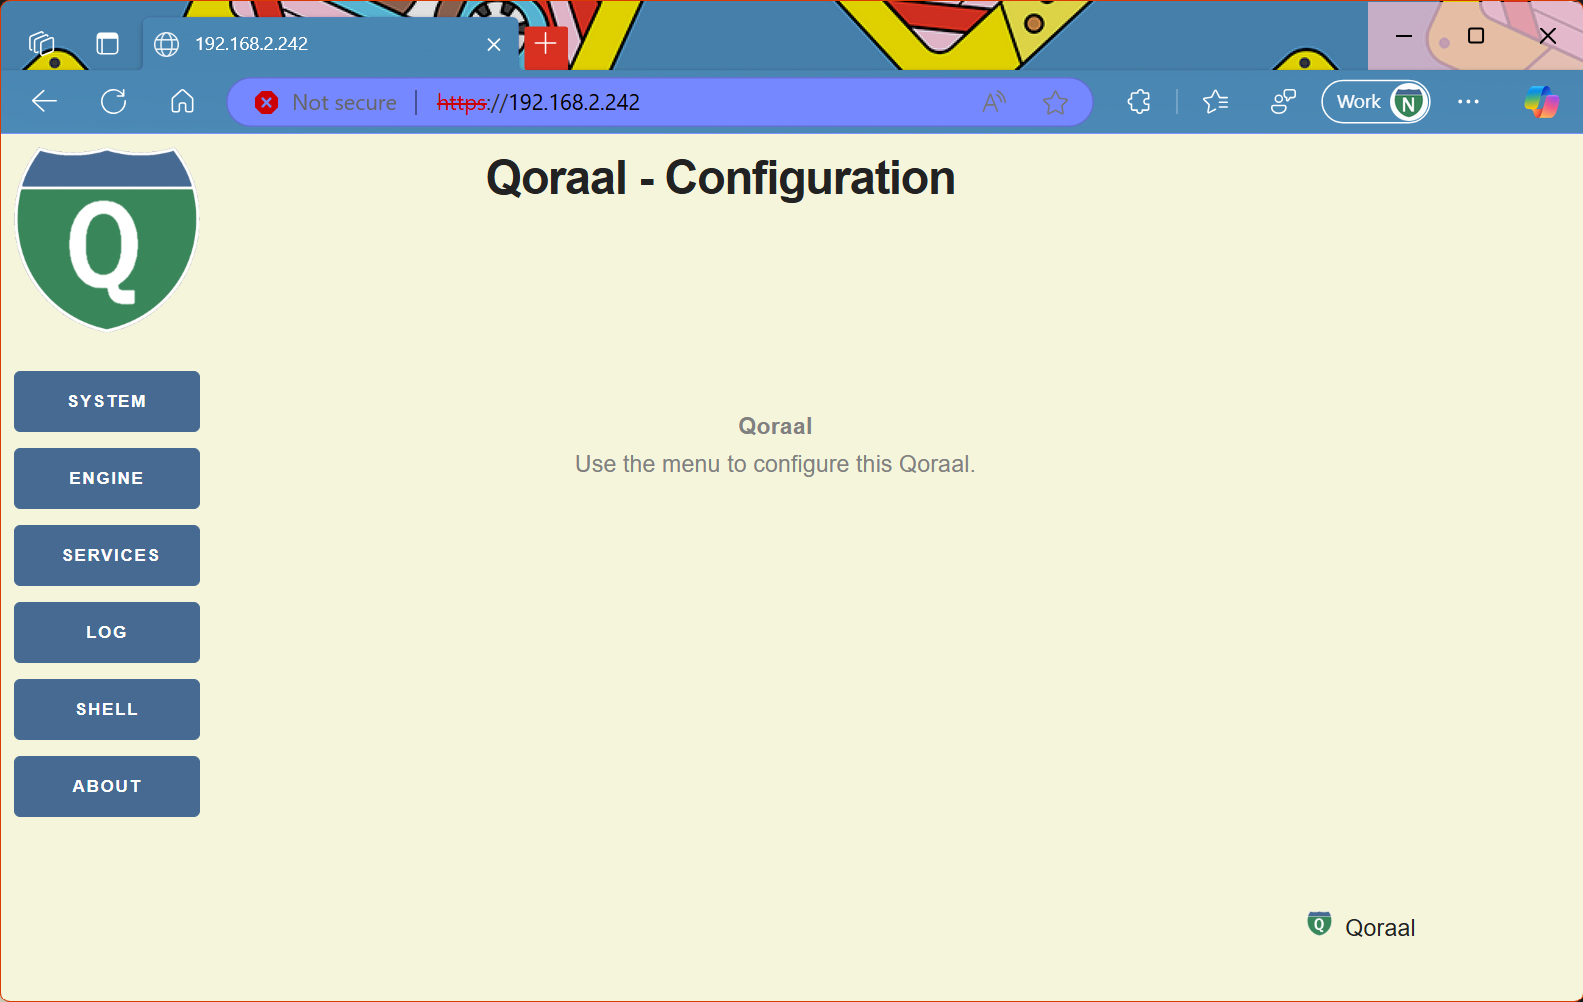 192.168.2.242
Not secure
https://192.168.2.242
Work
N
Qoraal - Configuration
Q
SYSTEM
ENGINE
SERVICES
LOG
SHELL
ABOUT
Qoraal
Use the menu to configure this Qoraal.
Q Qoraal